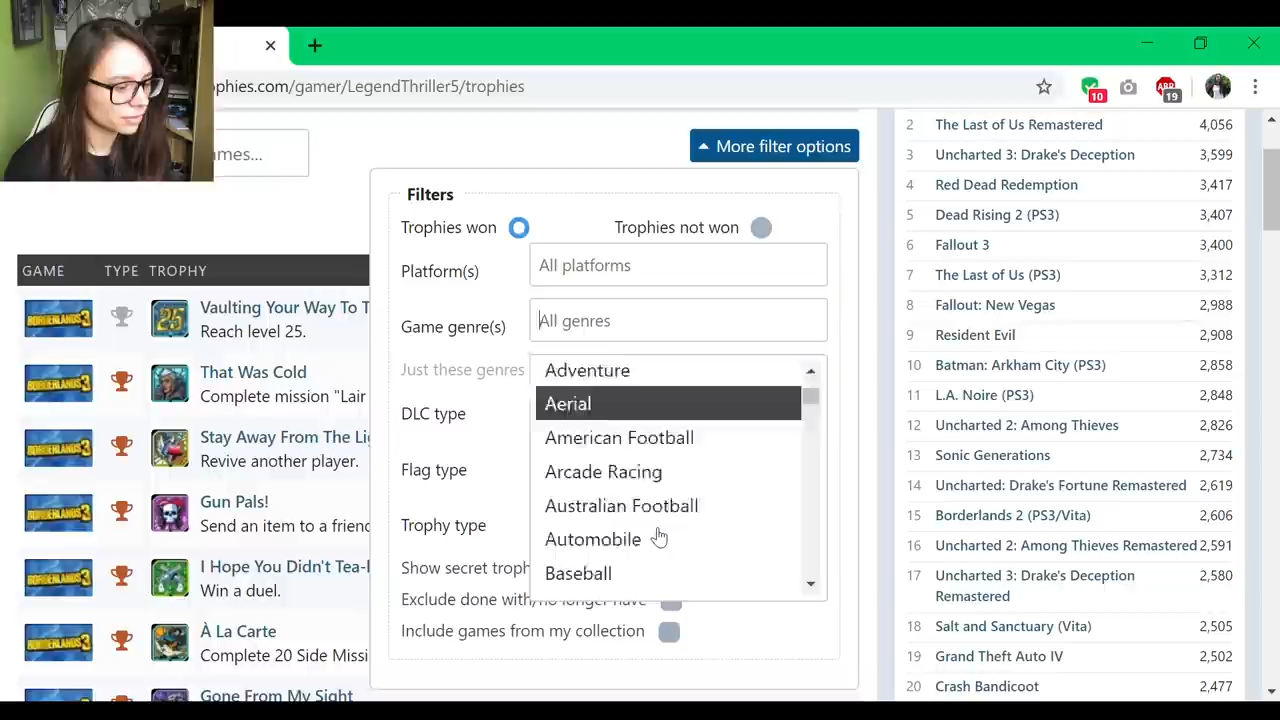 phies.com/gamer/LegendThriller5/trophies
10
19
mes...
More filter options
Filters
Trophies won
Trophies not won
Platform(s)
All platforms
Game genre(s)
All genres
Just these genres
Adventure
Aerial
American Football
Arcade Racing
Australian Football
Automobile
Baseball
DLC type
Flag type
Trophy type
Show secret troph
Exclude done with/no longer have
Include games from my collection
GAME TYPE TROPHY
Vaulting Your Way To T
Reach level 25.
That Was Cold
Complete mission "Lair
Stay Away From The Li
Revive another player.
Gun Pals!
Send an item to a friend
I Hope You Didn't Tea-
Win a duel.
À La Carte
Complete 20 Side Missi
Gone From My Sight
2 The Last of Us Remastered 4,056
3 Uncharted 3: Drake's Deception 3,599
4 Red Dead Redemption 3,417
5 Dead Rising 2 (PS3) 3,407
6 Fallout 3 3,400
7 The Last of Us (PS3) 3,312
8 Fallout: New Vegas 2,988
9 Resident Evil 2,908
10 Batman: Arkham City (PS3) 2,858
11 L.A. Noire (PS3) 2,848
12 Uncharted 2: Among Thieves 2,826
13 Sonic Generations 2,734
14 Uncharted: Drake's Fortune Remastered 2,619
15 Borderlands 2 (PS3/Vita) 2,606
16 Uncharted 2: Among Thieves Remastered 2,591
17 Uncharted 3: Drake's Deception 2,580
Remastered
18 Salt and Sanctuary (Vita) 2,505
19 Grand Theft Auto IV 2,502
20 Crash Bandicoot 2,477